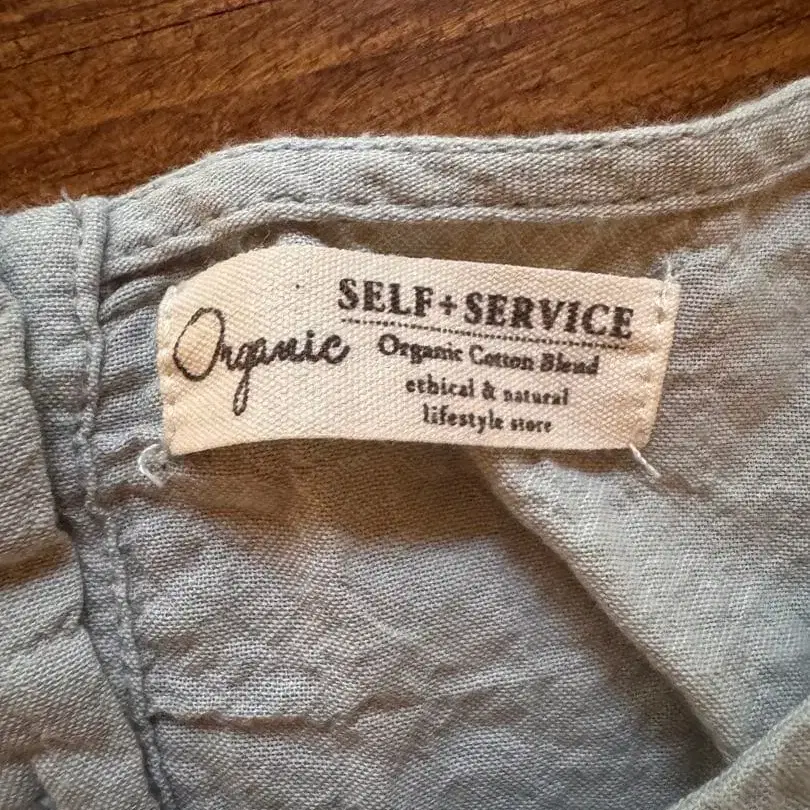 Organic
SELF+SERVICE
Organic Cotton Blend
ethical & natural
lifestyle store